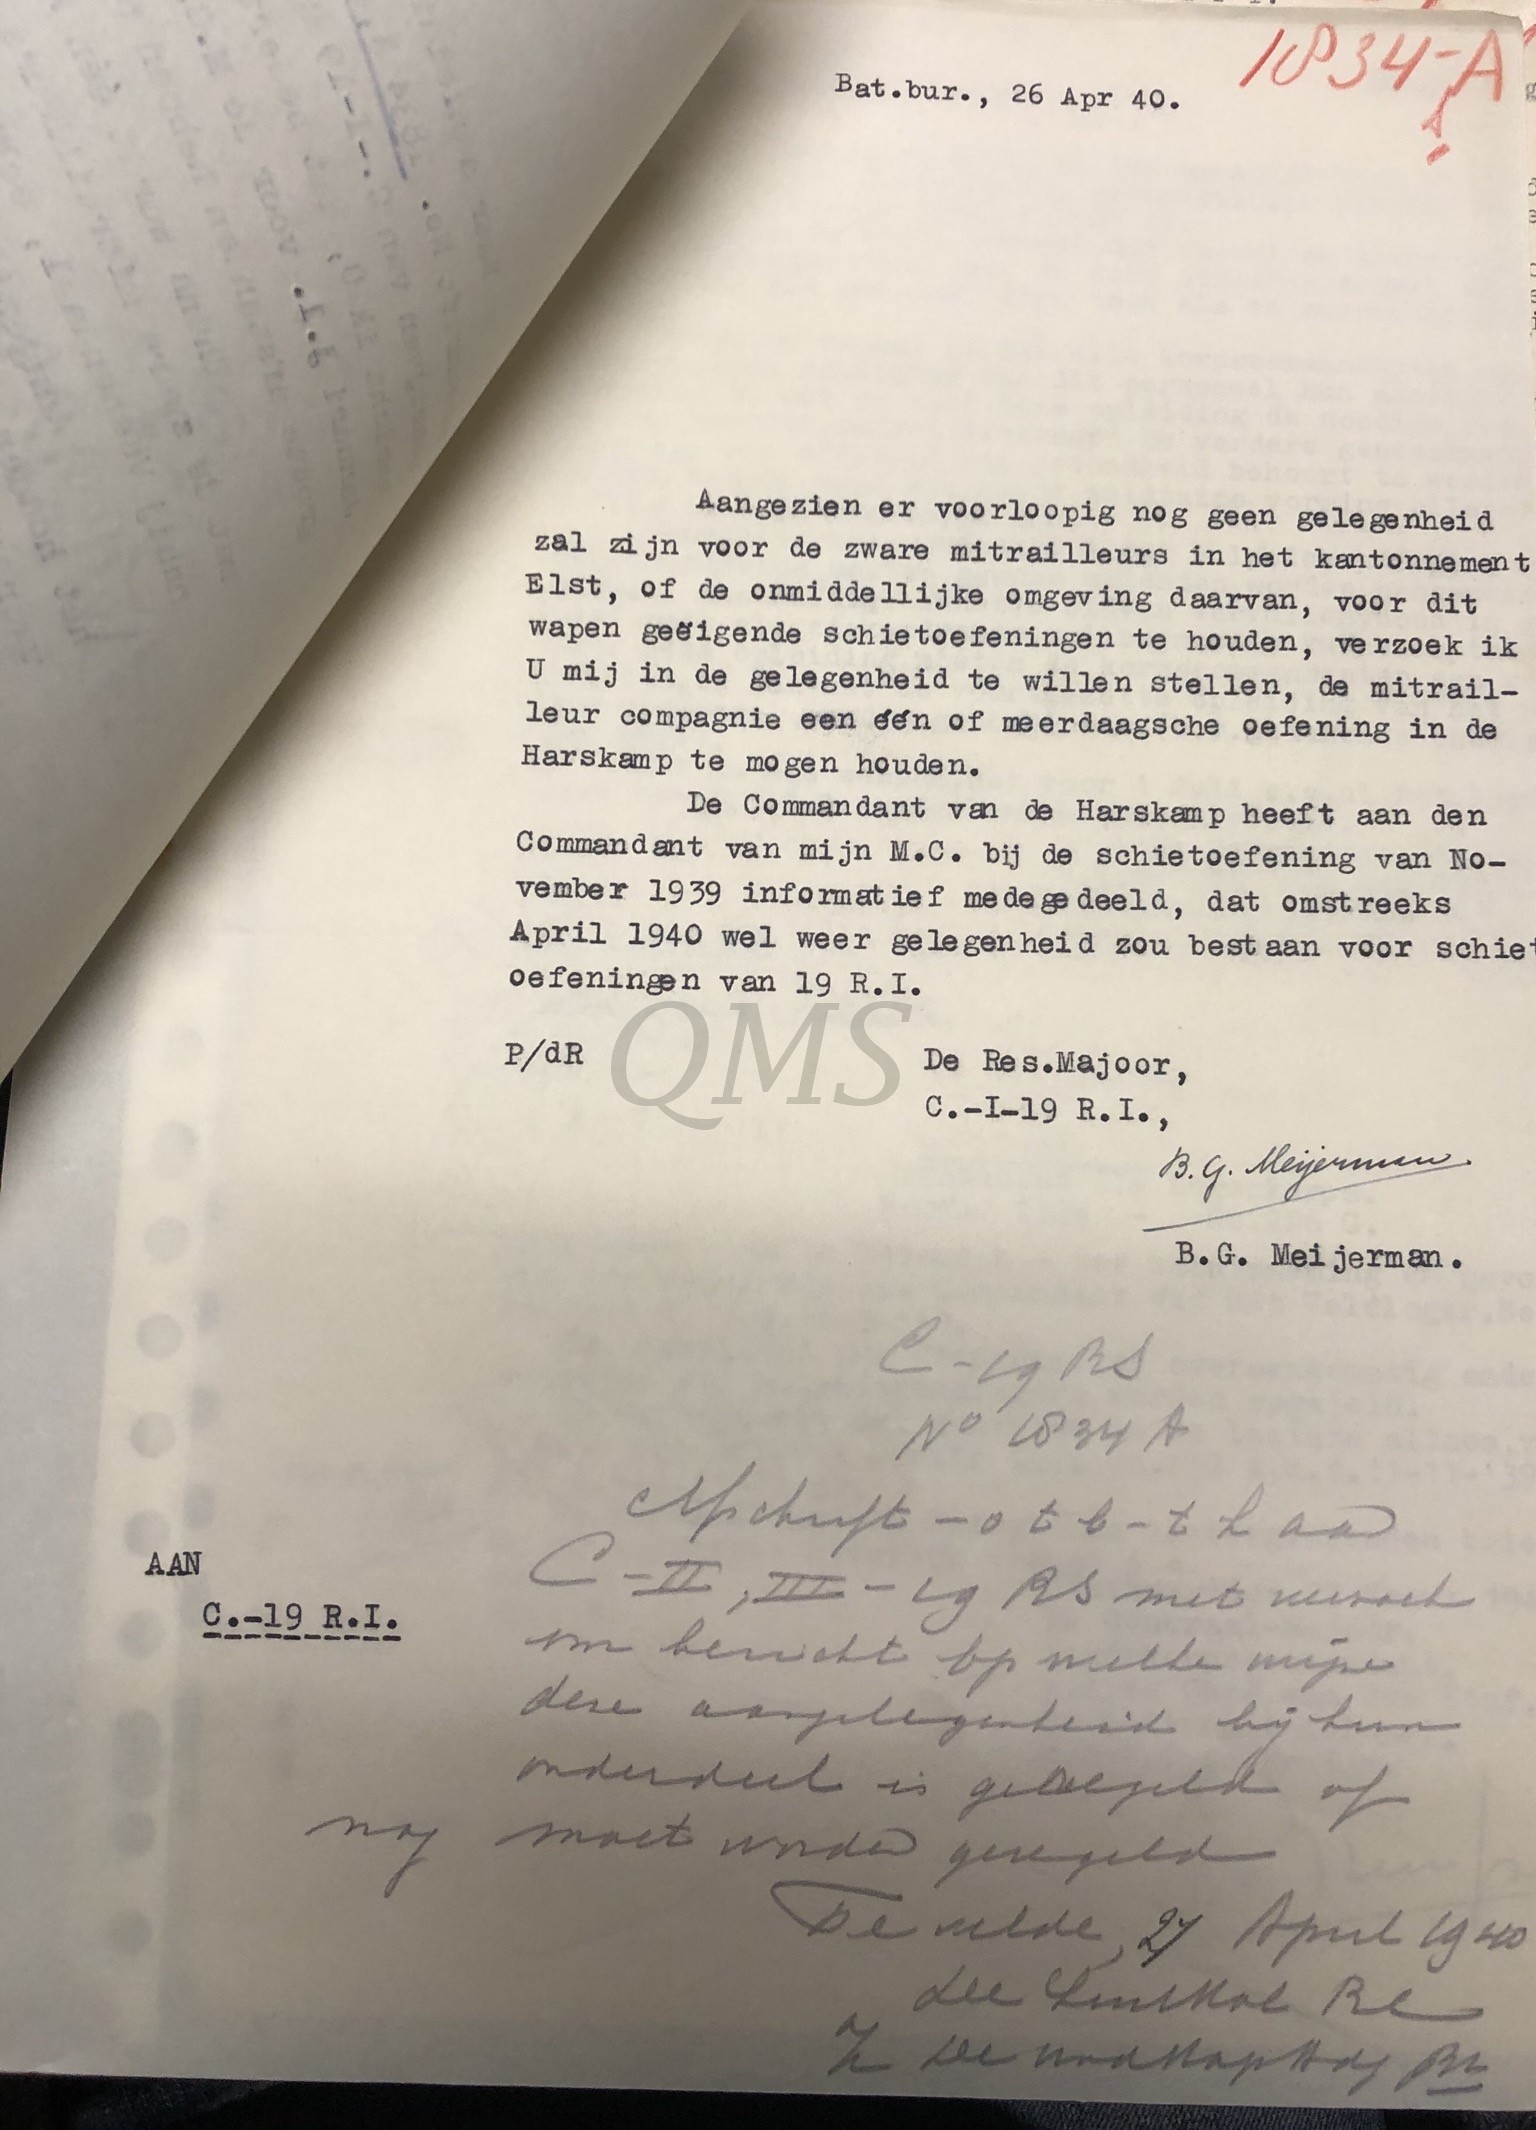 1834-A
Bat.bur., 26 Apr 40.
Aangezien er voorloopig nog geen gelegenheid
zal zijn voor de zware mitrailleurs in het kantonnement
Elst, of de onmiddellijke omgeving daarvan, voor dit
wapen geëigende schietoefeningen te houden, verzoek ik
U mij in de gelegenheid te willen stellen, de mitrail-
leur compagnie een één of meerdaagsche oefening in de
Harskamp te mogen houden.
De Commandant van de Harskamp heeft aan den
Commandant van mijn M.C. bij de schietoefening van No-
vember 1939 informatief medegedeeld, dat omstreeks
April 1940 wel weer gelegenheid zou bestaan voor schiet
oefeningen van 19 R.I.
QMS
P/dR
De Res.Majoor,
C.-I-19 R.I.,
B.G. Meijerman.
B.G. Meijerman.
C-19 RI
No 1834 A
Afschrift - o t b - t k aan
AAN
C-II, III-19 RI met verzoek
C.-19 R.I.
om bericht op welke wijze
deze aangelegenheid bij hun
onderdeel is geregeld of
nog moet worden geregeld
De 27 April 1940